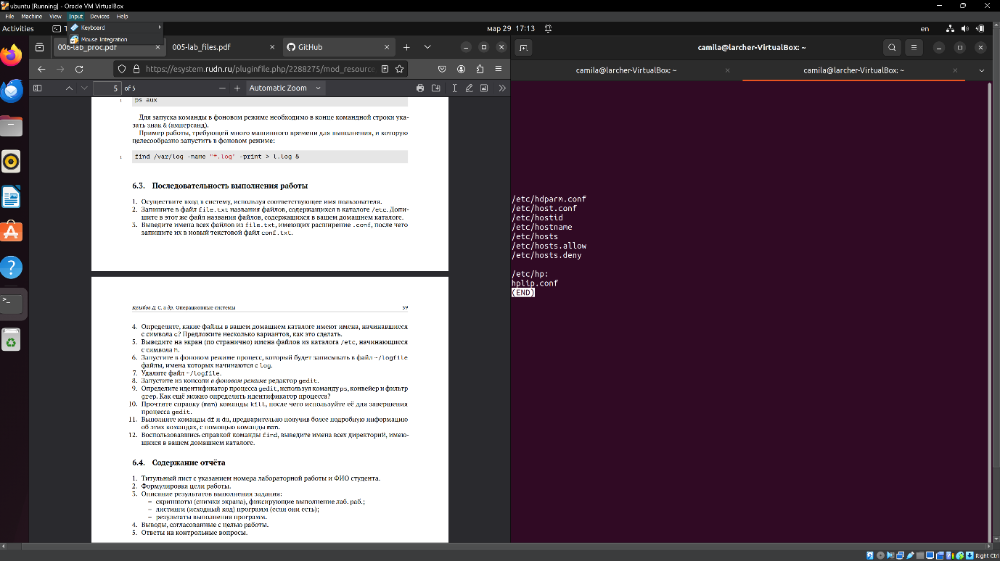 ubuntu [Running] - Oracle VM VirtualBox
File Machine View Input Devices Help
Activities
Keyboard
Mouse Integration
мар 29 17:13
en
006-lab_proc.pdf
005-lab_files.pdf
GitHub
https://esystem.rudn.ru/pluginfile.php/2288275/mod_resource
5 of 5
Automatic Zoom
1 ps aux
Для запуска команды в фоновом режиме необходимо в конце командной строки ука-
зать знак & (амперсанд).
Пример работы, требующей много машинного времени для выполнения, и которую
целесообразно запустить в фоновом режиме:
1 find /var/log -name "*.log" -print > l.log &
6.3. Последовательность выполнения работы
1. Осуществите вход в систему, используя соответствующее имя пользователя.
2. Запишите в файл file.txt названия файлов, содержащихся в каталоге /etc. Допи-
шите в этот же файл названия файлов, содержащихся в вашем домашнем каталоге.
3. Выведите имена всех файлов из file.txt, имеющих расширение .conf, после чего
запишите их в новый текстовой файл conf.txt.
Кулябов Д. С. и др. Операционные системы 59
4. Определите, какие файлы в вашем домашнем каталоге имеют имена, начинавшиеся
с символа c? Предложите несколько вариантов, как это сделать.
5. Выведите на экран (по странично) имена файлов из каталога /etc, начинающиеся
с символа h.
6. Запустите в фоновом режиме процесс, который будет записывать в файл ~/logfile
файлы, имена которых начинаются с log.
7. Удалите файл ~/logfile.
8. Запустите из консоли в фоновом режиме редактор gedit.
9. Определите идентификатор процесса gedit, используя команду ps, конвейер и фильтр
grep. Как ещё можно определить идентификатор процесса?
10. Прочтите справку (man) команды kill, после чего используйте её для завершения
процесса gedit.
11. Выполните команды df и du, предварительно получив более подробную информацию
об этих командах, с помощью команды man.
12. Воспользовавшись справкой команды find, выведите имена всех директорий, имею-
щихся в вашем домашнем каталоге.
6.4. Содержание отчёта
1. Титульный лист с указанием номера лабораторной работы и ФИО студента.
2. Формулировка цели работы.
3. Описание результатов выполнения задания:
– скриншоты (снимки экрана), фиксирующие выполнение лаб. раб.;
– листинги (исходный код) программ (если они есть);
– результаты выполнения программ.
4. Выводы, согласованные с целью работы.
5. Ответы на контрольные вопросы.
camila@larcher-VirtualBox: ~
camila@larcher-VirtualBox: ~
camila@larcher-VirtualBox: ~
/etc/hdparm.conf
/etc/host.conf
/etc/hostid
/etc/hostname
/etc/hosts
/etc/hosts.allow
/etc/hosts.deny
/etc/hp:
hplip.conf
(END)
Right Ctrl